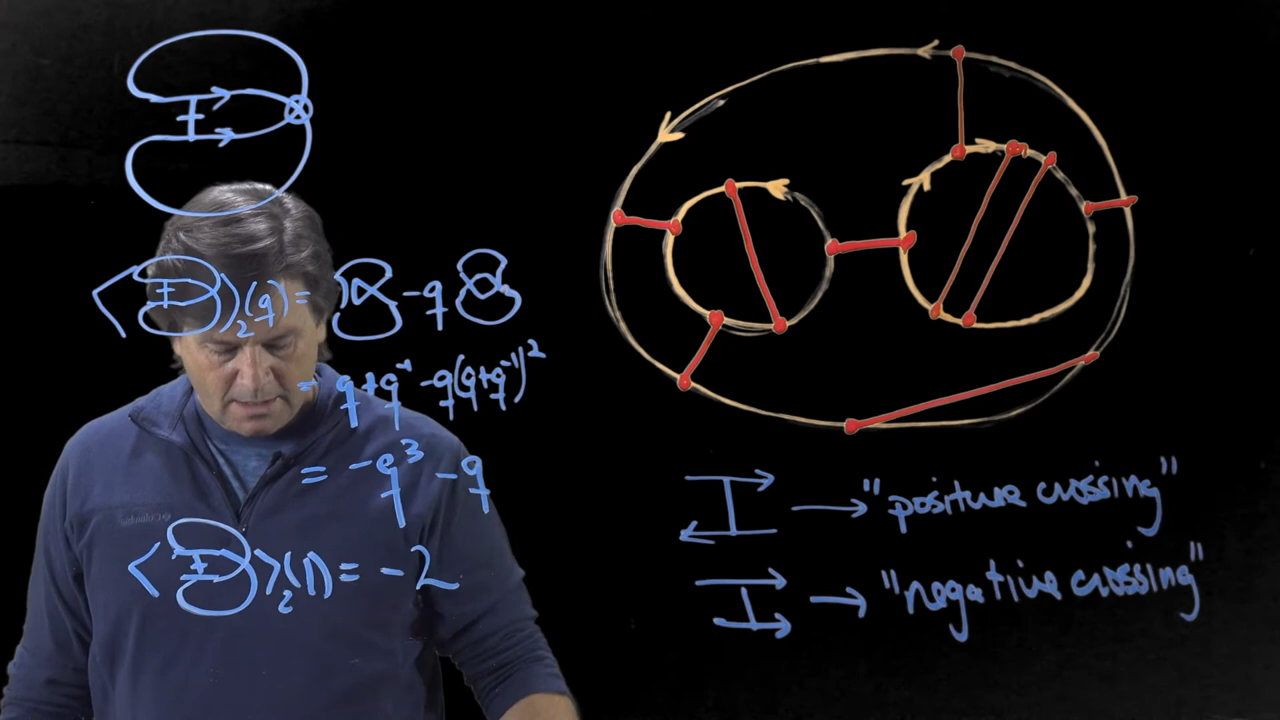 ⟨ ⟩₂(q) = - q
= q + q⁻¹ - q(q+q⁻¹)²
= -q³ - q
⟨ ⟩₂(1) = -2
→ "positive crossing"
→ "negative crossing"